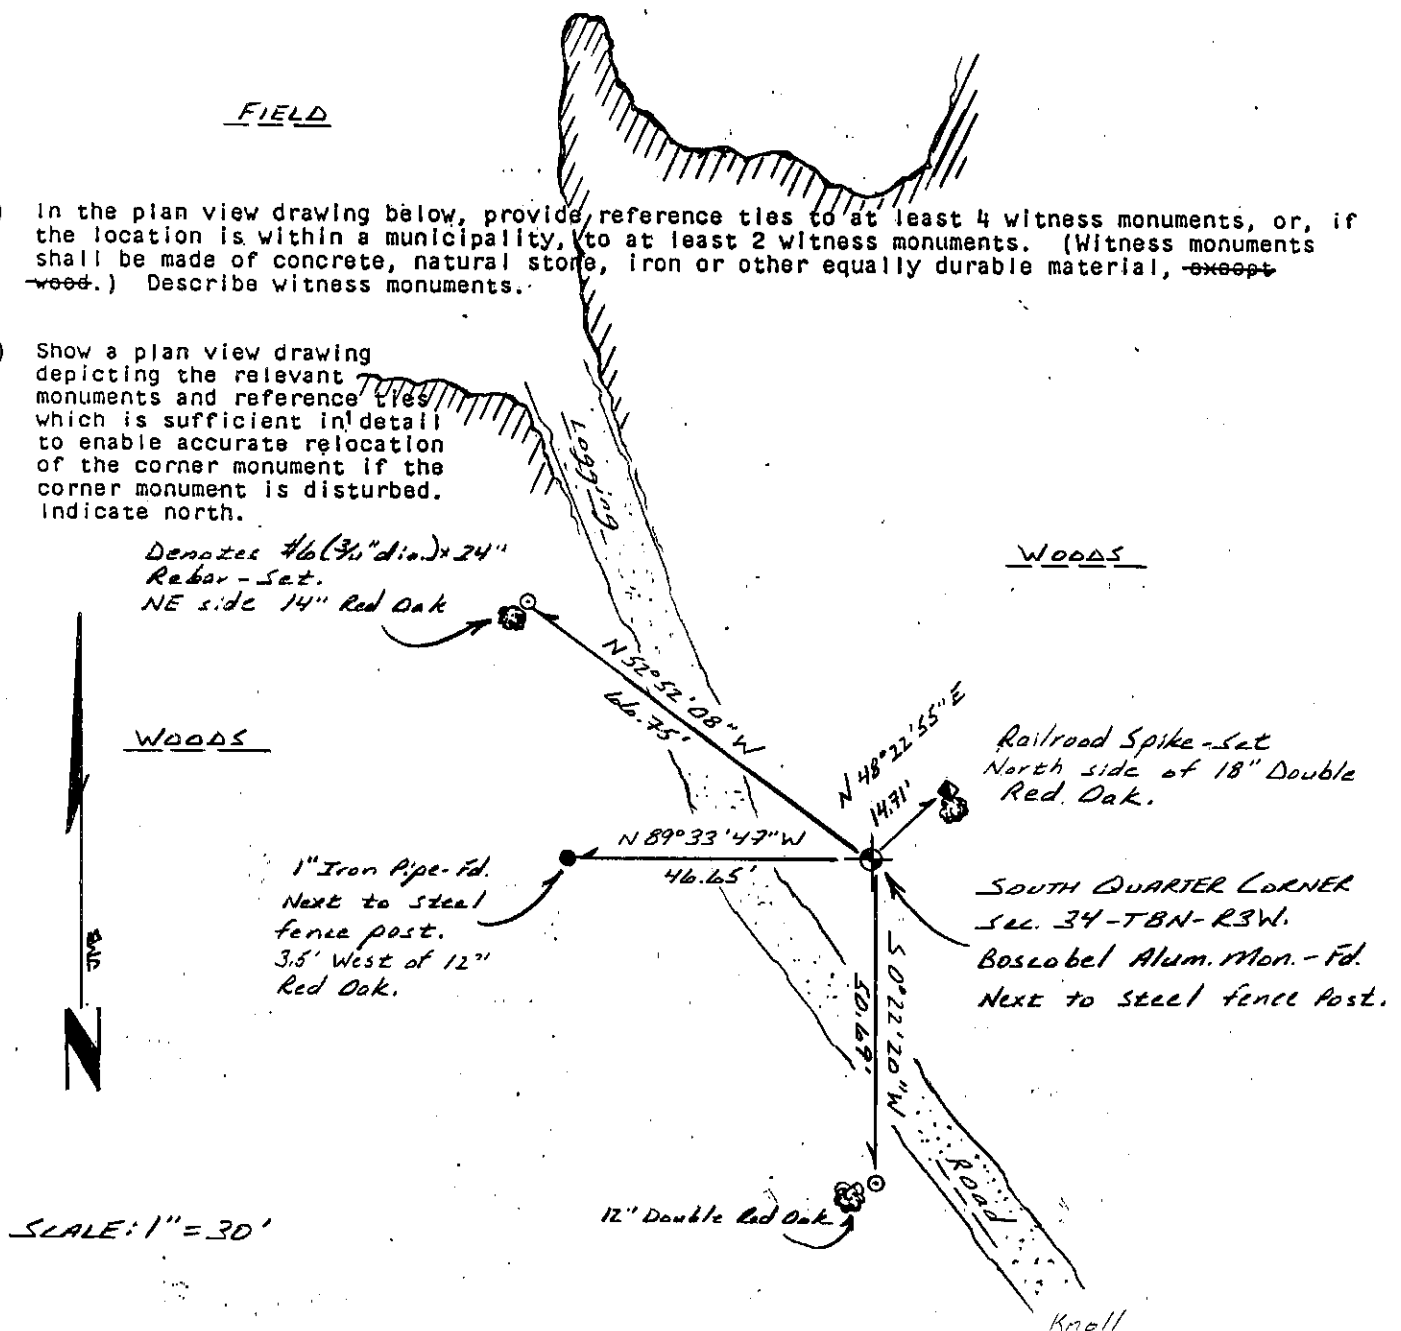 FIELD
) In the plan view drawing below, provide reference ties to at least 4 witness monuments, or, if
the location is within a municipality, to at least 2 witness monuments. (Witness monuments
shall be made of concrete, natural stone, iron or other equally durable material, except
wood.) Describe witness monuments.
) Show a plan view drawing
depicting the relevant
monuments and reference ties
which is sufficient in detail
to enable accurate relocation
of the corner monument if the
corner monument is disturbed.
Indicate north.
Logging
Denotes #6 (3/4" dia.) x 24"
Rebar - Set.
NE side 14" Red Oak
WOODS
N 52° 52' 08" W
66.75'
WOODS
N 48° 22' 55" E
14.71'
Railroad Spike - Set
North side of 18" Double
Red Oak.
N 89° 33' 47" W
46.65'
1" Iron Pipe - Fd.
Next to steel
fence post.
3.5' West of 12"
Red Oak.
SOUTH QUARTER CORNER
Sec. 34 - T8N - R3W.
Boscobel Alum. Mon. - Fd.
Next to steel fence Post.
S 0° 22' 20" W
50.69'
N
12" Double Red Oak
Road
SCALE: 1" = 30'
Knoll